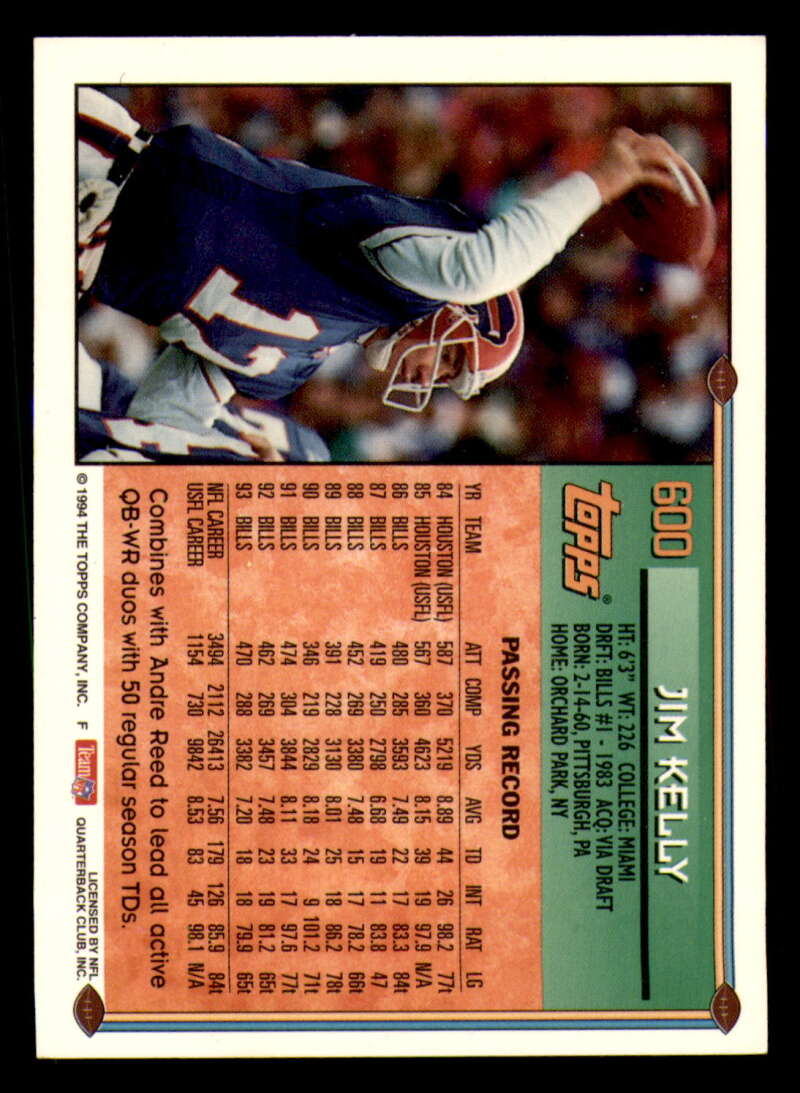 600
JIM KELLY
topps®
HT: 6'3" WT: 226 COLLEGE: MIAMI
DRFT: BILLS #1 - 1983 ACQ: VIA DRAFT
BORN: 2-14-60, PITTSBURGH, PA
HOME: ORCHARD PARK, NY
PASSING RECORD
YR TEAM ATT COMP YDS AVG TD INT RAT LG
84 HOUSTON (USFL) 587 370 5219 8.89 44 26 98.2 77t
85 HOUSTON (USFL) 567 360 4623 8.15 39 19 97.9 N/A
86 BILLS 480 285 3593 7.49 22 17 83.3 84t
87 BILLS 419 250 2798 6.68 19 11 83.8 47
88 BILLS 452 269 3380 7.48 15 17 78.2 66t
89 BILLS 391 228 3130 8.01 25 18 86.2 78t
90 BILLS 346 219 2829 8.18 24 9 101.2 71t
91 BILLS 474 304 3844 8.11 33 17 97.6 77t
92 BILLS 462 269 3457 7.48 23 19 81.2 65t
93 BILLS 470 288 3382 7.20 18 18 79.9 65t
NFL CAREER 3494 2112 26413 7.56 179 126 85.9 84t
USFL CAREER 1154 730 9842 8.53 83 45 98.1 N/A
Combines with Andre Reed to lead all active
QB-WR duos with 50 regular season TDs.
© 1994 THE TOPPS COMPANY, INC. F
Team NFL
LICENSED BY NFL
QUARTERBACK CLUB, INC.
1